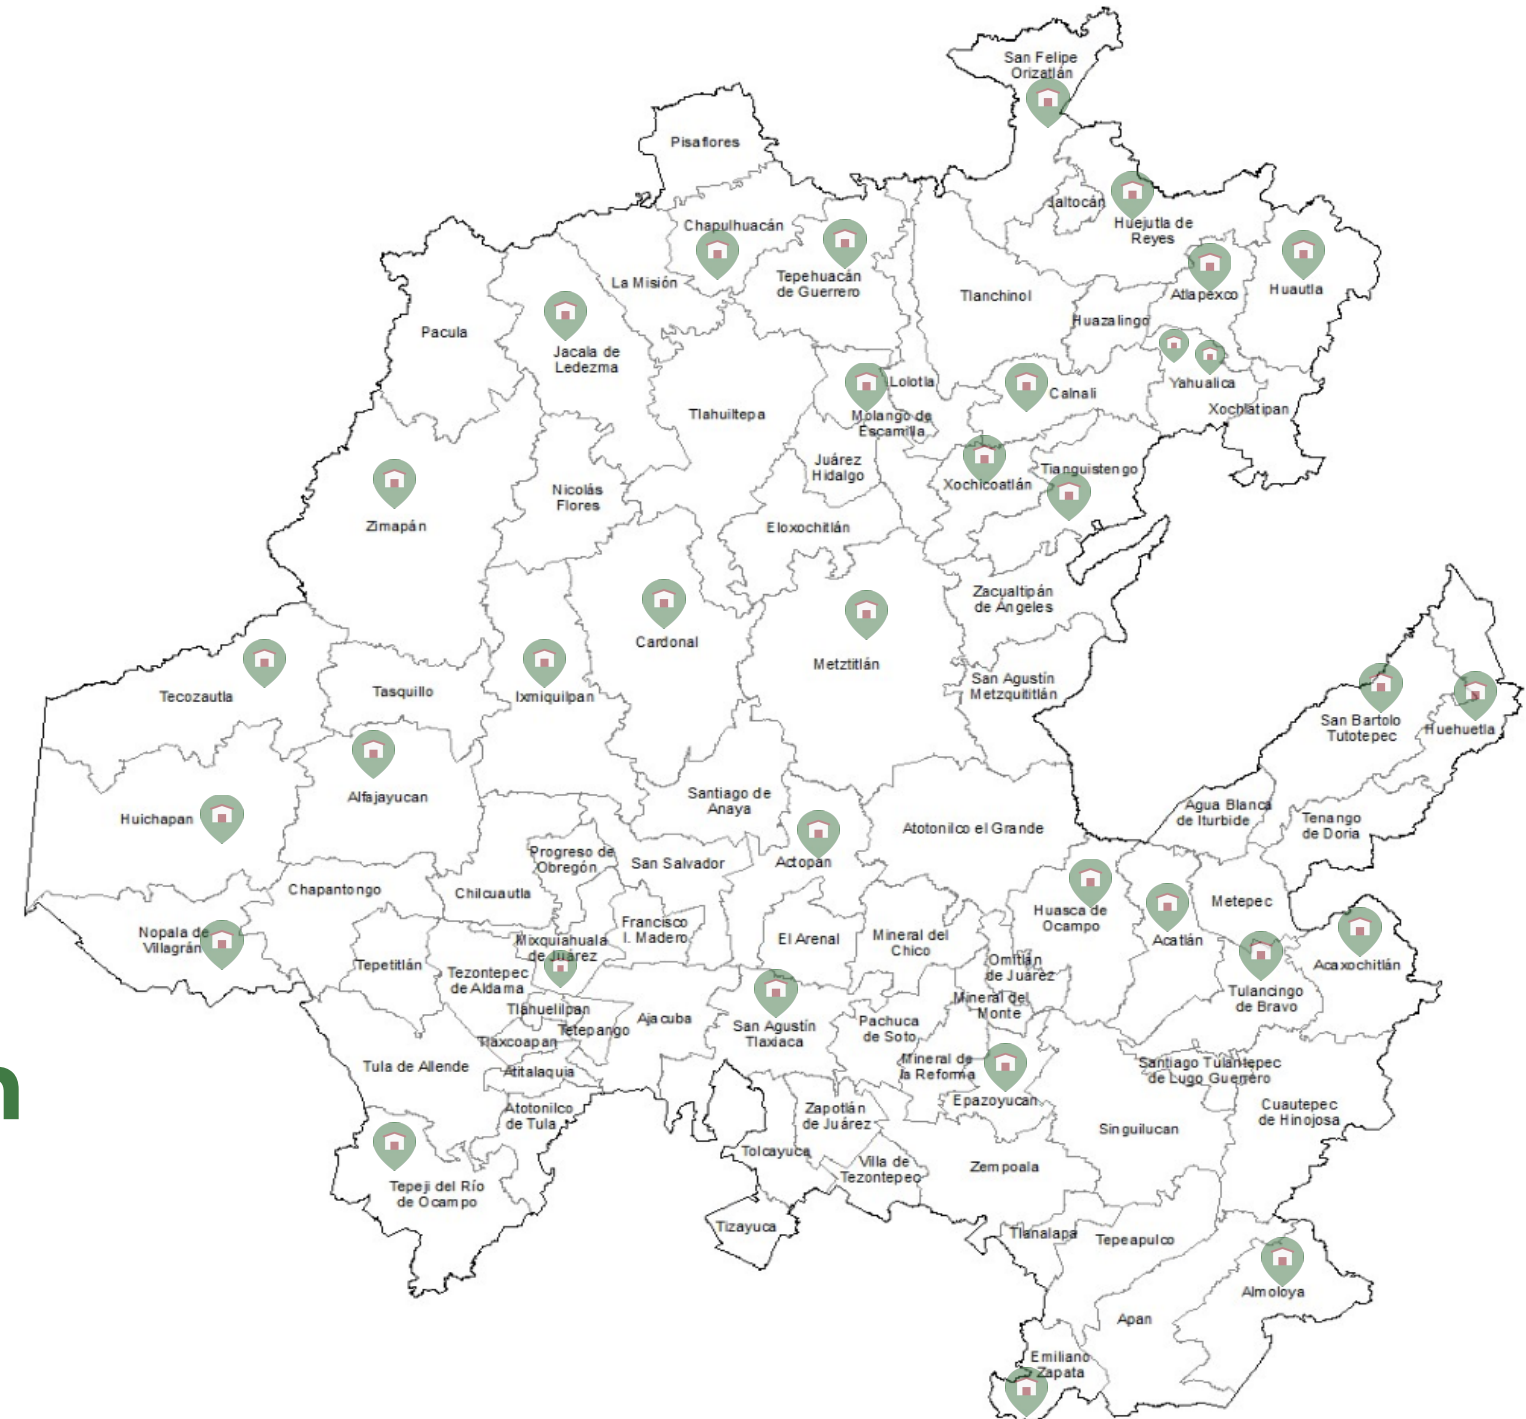 San Felipe
Orizatlán
Pisaflores
Jaltocán
Huejutla de
Reyes
Chapulhuacán
La Misión
Tepehuacán
de Guerrero
Tlanchinol
Huazalingo
Atlapexco
Huautla
Pacula
Jacala de
Ledezma
Lolotla
Calnali
Yahualica
Xochiatipan
Tlahuiltepa
Molango de
Escamilla
Juárez
Hidalgo
Xochicoatlán
Tianguistengo
Nicolás
Flores
Zimapán
Eloxochitlán
Zacualtipán
de Ángeles
Cardonal
Metztitlán
San Agustín
Metzquititlán
Tecozautla
Tasquillo
Ixmiquilpan
San Bartolo
Tutotepec
Huehuetla
Huichapan
Alfajayucan
Santiago de
Anaya
Atotonilco el Grande
Agua Blanca
de Iturbide
Tenango
de Doria
Progreso de
Obregón
San Salvador
Actopan
Chapantongo
Chilcuautla
Metepec
Huasca de
Ocampo
Acatlán
Nopala de
Villagrán
Francisco
I. Madero
El Arenal
Mineral del
Chico
Mixquiahuala
de Juárez
Tepetitlán
Tezontepec
de Aldama
Omitlán
de Juárez
Acaxochitlán
Tulancingo
de Bravo
Tlahuelilpan
Mineral del
Monte
Ajacuba
San Agustín
Tlaxiaca
Pachuca
de Soto
Tetepango
Tlaxcoapan
Tula de Allende
Atitalaquia
Mineral de
la Reforma
Epazoyucan
Santiago Tulantepec
de Lugo Guerrero
Atotonilco
de Tula
Zapotlán
de Juárez
Cuautepec
de Hinojosa
Singuilucan
n
Tolcayuca
Villa de
Tezontepec
Zempoala
Tepeji del Río
de Ocampo
Tizayuca
Tlanalapa
Tepeapulco
Almoloya
Apan
Emiliano
Zapata